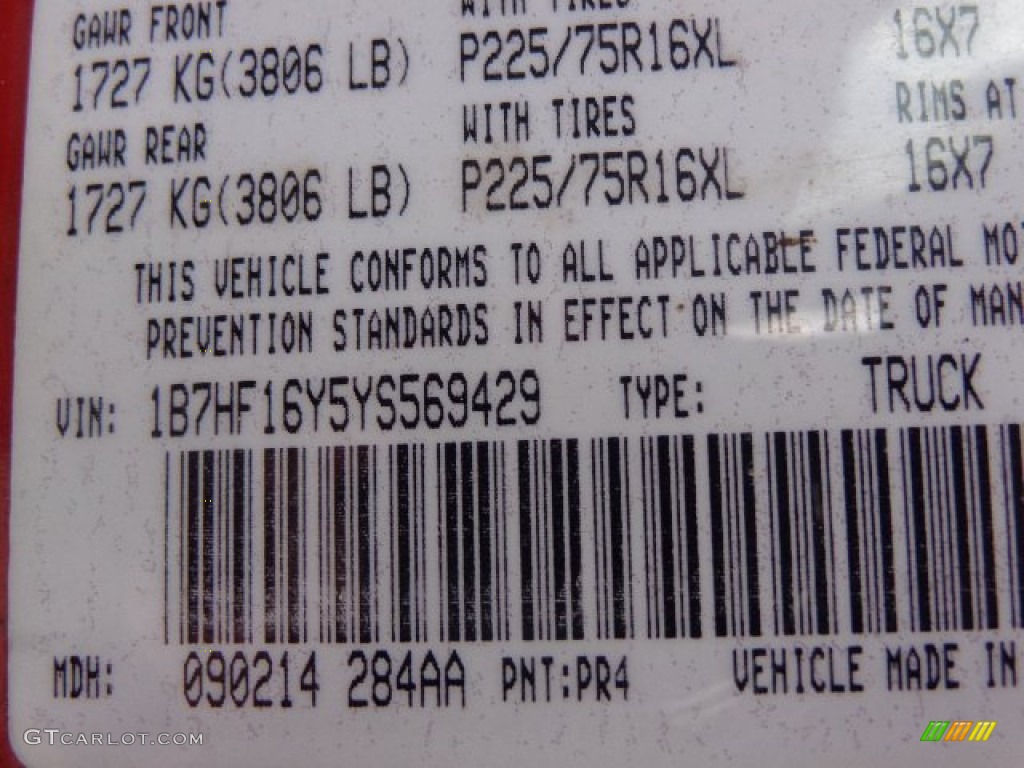 GAWR FRONT WITH TIRES
1727 KG(3806 LB) P225/75R16XL 16X7
GAWR REAR WITH TIRES RIMS AT
1727 KG(3806 LB) P225/75R16XL 16X7
THIS VEHICLE CONFORMS TO ALL APPLICABLE FEDERAL MO
PREVENTION STANDARDS IN EFFECT ON THE DATE OF MAN
VIN: 1B7HF16Y5YS569429 TYPE: TRUCK
MDH: 090214 284AA PNT:PR4 VEHICLE MADE IN
GTCARLOT.COM